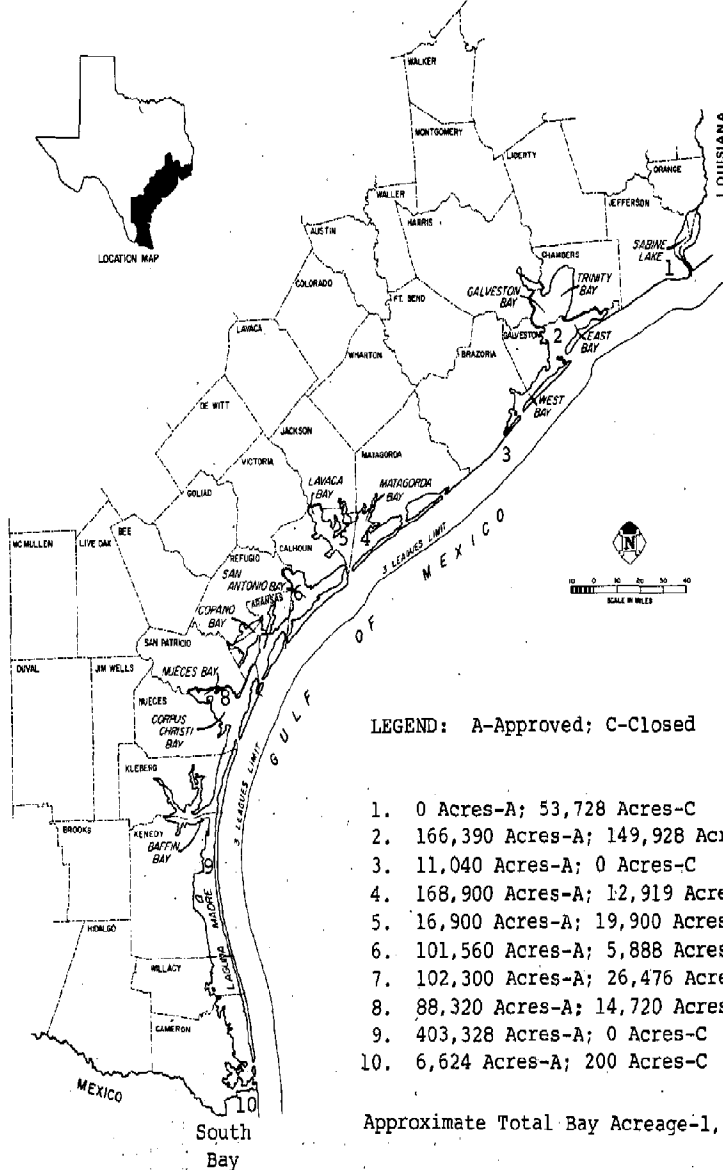 WALKER
MONTGOMERY
LIBERTY
ORANGE
LOUISIANA
JEFFERSON
WALLER
HARRIS
AUSTIN
CHAMBERS
SABINE
LAKE
1
LOCATION MAP
COLORADO
GALVESTON
BAY
TRINITY
BAY
FT. BEND
LAVACA
GALVESTON
2
EAST
BAY
WHARTON
BRAZORIA
WEST
BAY
DE WITT
JACKSON
MATAGORDA
3
VICTORIA
LAVACA
BAY
MATAGORDA
BAY
GOLIAD
5
4
3 LEAGUES LIMIT
GULF OF MEXICO
N
BEE
LIVE OAK
MC MULLEN
REFUGIO
CALHOUN
SAN
ANTONIO BAY
6
ARANSAS
COPANO
BAY
10 0 10 20 30 40
SCALE IN MILES
SAN PATRICIO
DUVAL
JIM WELLS
NUECES BAY
NUECES
8
CORPUS
CHRISTI
BAY
LEGEND: A-Approved; C-Closed
KLEBERG
3 LEAGUES LIMIT
BROOKS
KENEDY
BAFFIN
BAY
9
LAGUNA MADRE
HIDALGO
WILLACY
CAMERON
MEXICO
10
South
Bay
1. 0 Acres-A; 53,728 Acres-C
2. 166,390 Acres-A; 149,928 Acr
3. 11,040 Acres-A; 0 Acres-C
4. 168,900 Acres-A; 12,919 Acre
5. 16,900 Acres-A; 19,900 Acres
6. 101,560 Acres-A; 5,888 Acres
7. 102,300 Acres-A; 26,476 Acre
8. 88,320 Acres-A; 14,720 Acres
9. 403,328 Acres-A; 0 Acres-C
10. 6,624 Acres-A; 200 Acres-C
Approximate Total Bay Acreage-1,